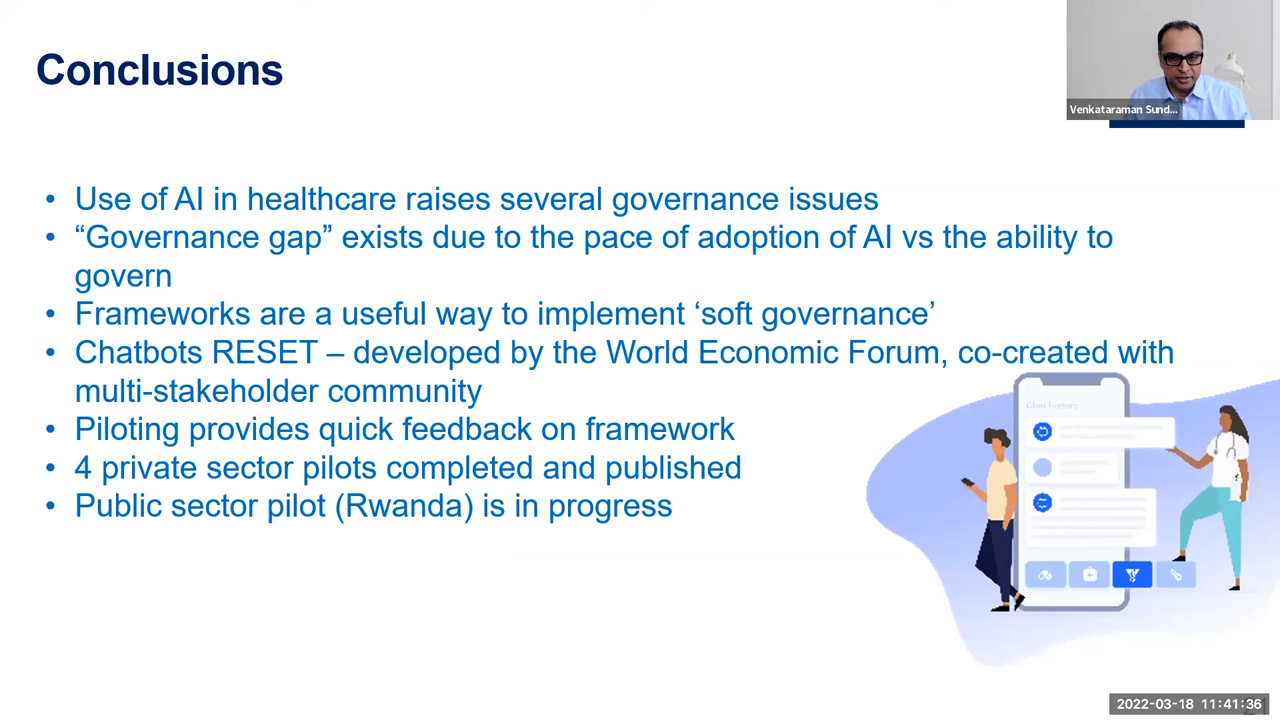 Conclusions
Venkataraman Sund...
• Use of AI in healthcare raises several governance issues
• “Governance gap” exists due to the pace of adoption of AI vs the ability to
govern
• Frameworks are a useful way to implement ‘soft governance’
• Chatbots RESET – developed by the World Economic Forum, co-created with
multi-stakeholder community
• Piloting provides quick feedback on framework
• 4 private sector pilots completed and published
• Public sector pilot (Rwanda) is in progress
Chat history
2022-03-18 11:41:36